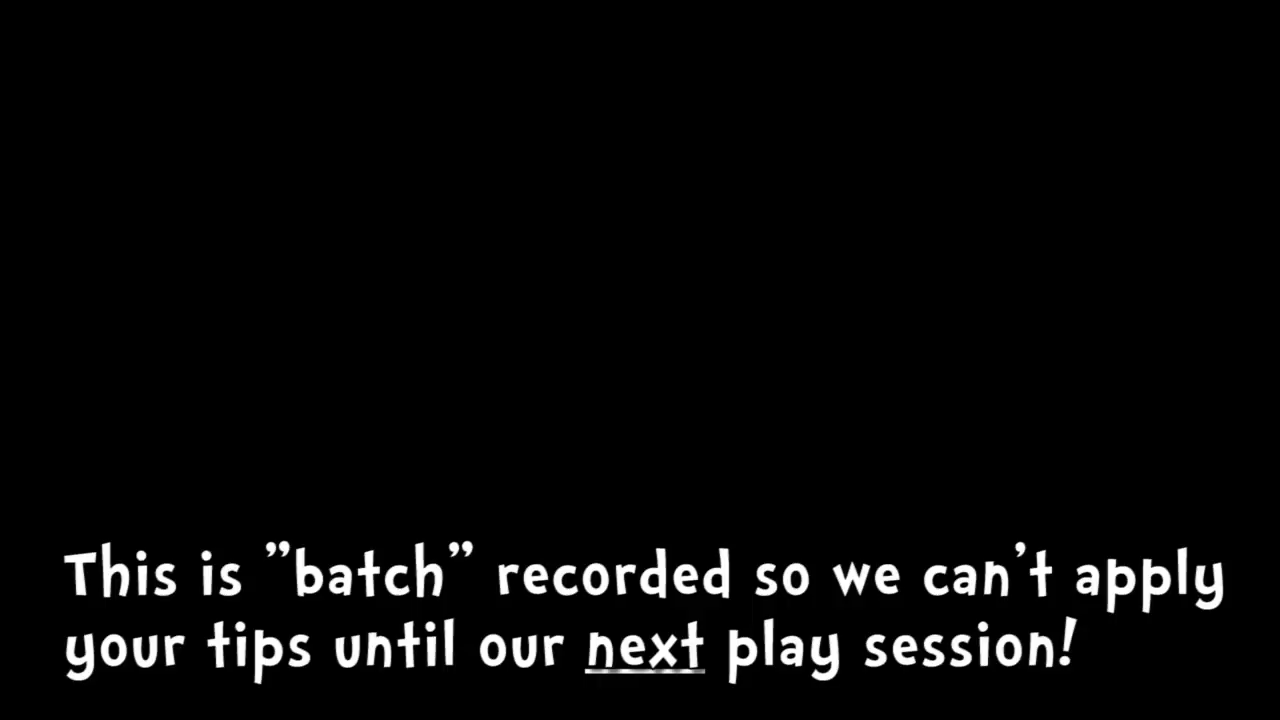 This is "batch" recorded so we can't apply
your tips until our next play session!